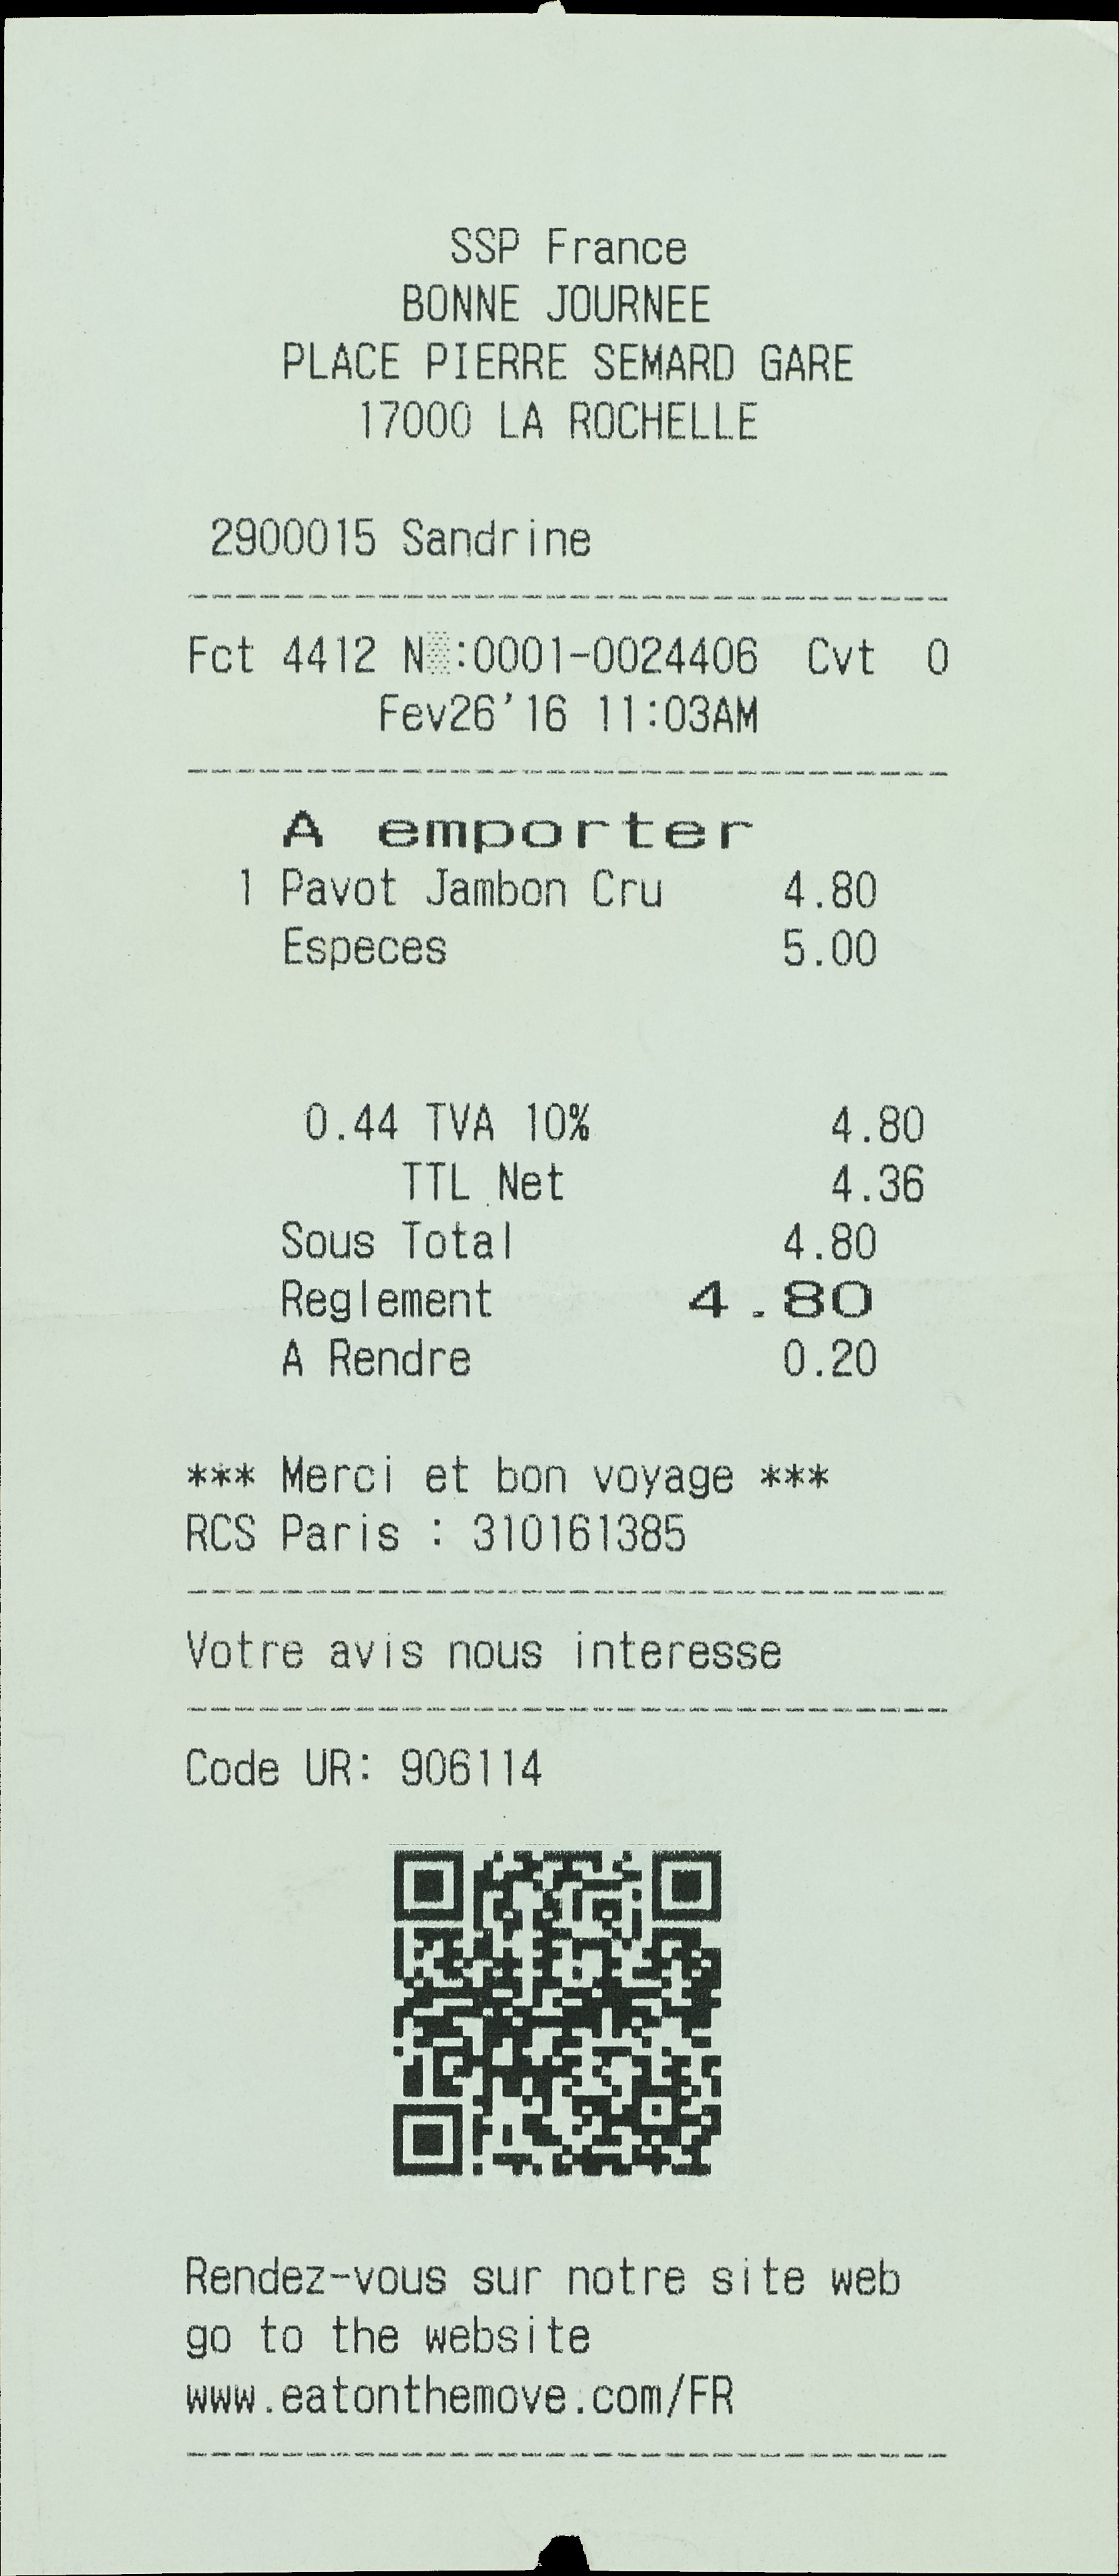 SSP France
BONNE JOURNEE
PLACE PIERRE SEMARD GARE
17000 LA ROCHELLE
2900015 Sandrine
Fct 4412 N░:0001-0024406 Cvt 0
Fev26'16 11:03AM
A emporter
1 Pavot Jambon Cru 4.80
Especes 5.00
0.44 TVA 10% 4.80
TTL Net 4.36
Sous Total 4.80
Reglement 4.80
A Rendre 0.20
*** Merci et bon voyage ***
RCS Paris : 310161385
Votre avis nous interesse
Code UR: 906114
Rendez-vous sur notre site web
go to the website
www.eatonthemove.com/FR